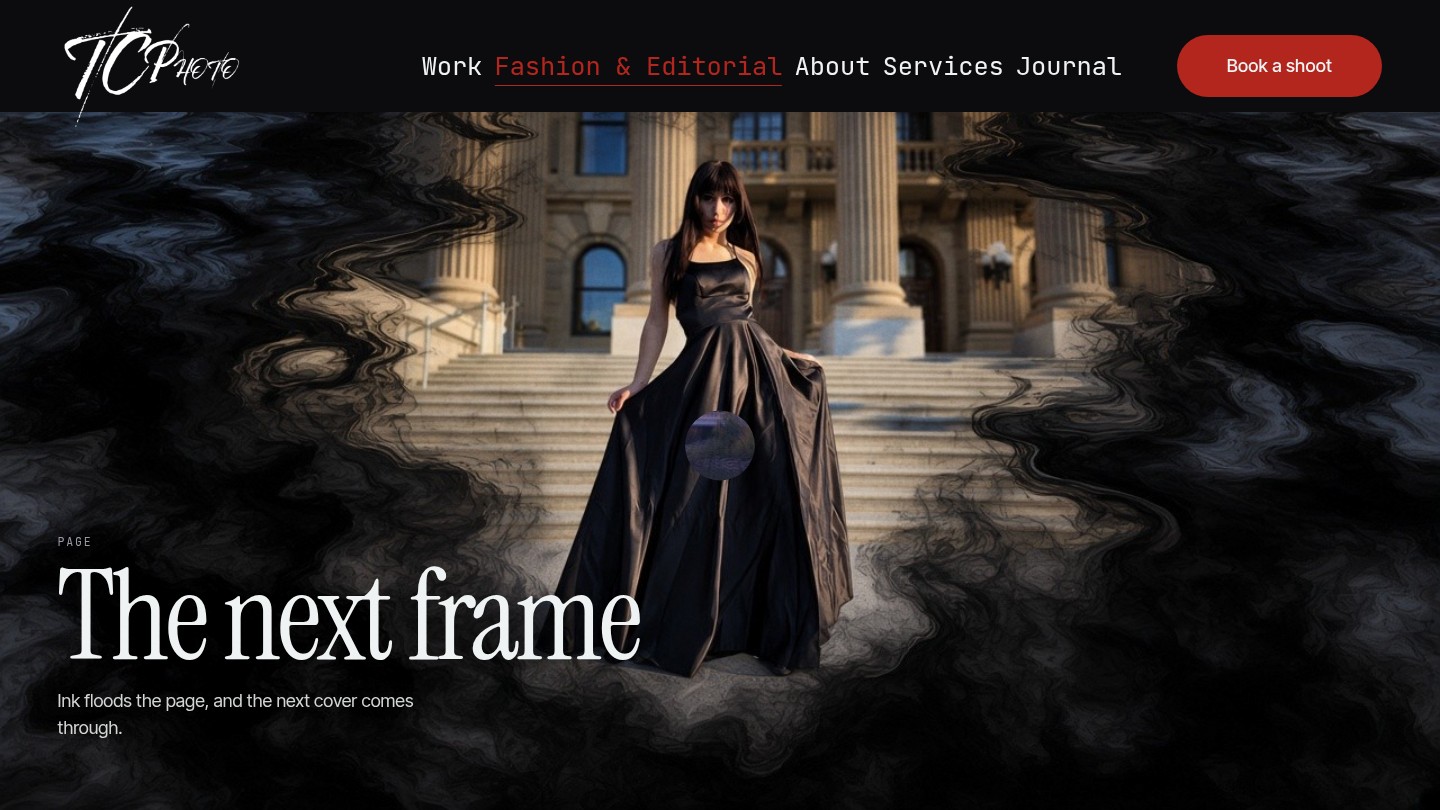 TCPHOTO
Work Fashion & Editorial About Services Journal
Book a shoot
PAGE
The next frame
Ink floods the page, and the next cover comes
through.